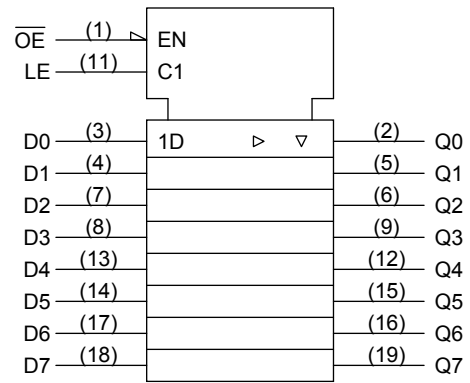 OE (1) EN
LE (11) C1
D0 (3) 1D (2) Q0
D1 (4) (5) Q1
D2 (7) (6) Q2
D3 (8) (9) Q3
D4 (13) (12) Q4
D5 (14) (15) Q5
D6 (17) (16) Q6
D7 (18) (19) Q7